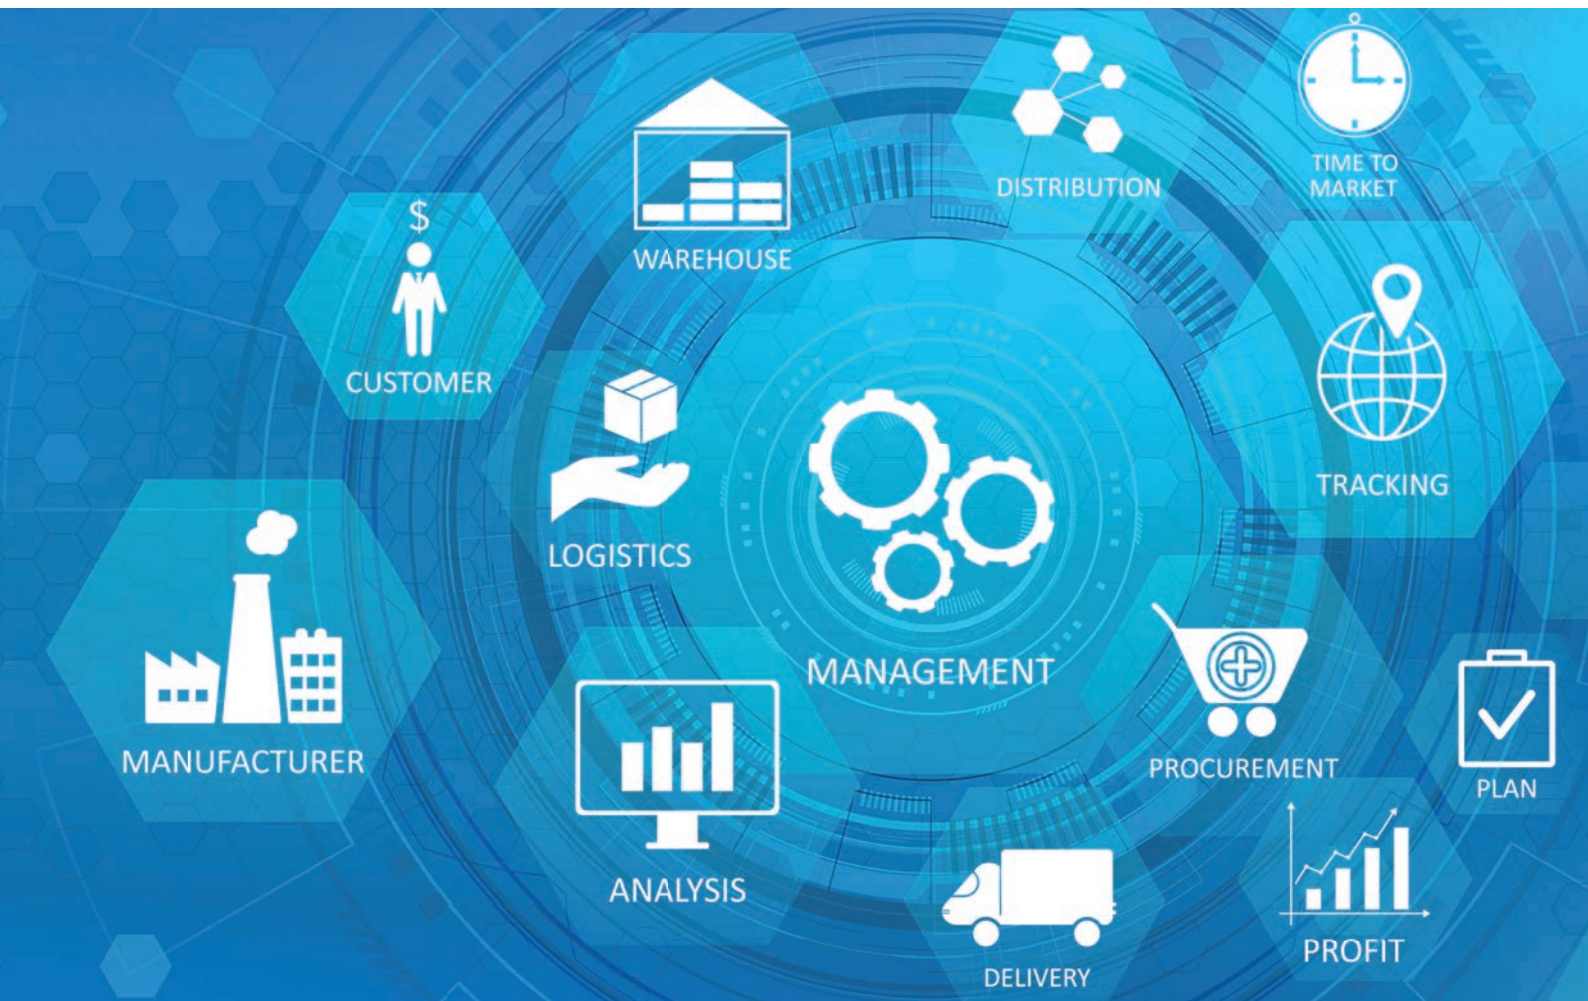 TIME TO
MARKET
DISTRIBUTION
WAREHOUSE
$
CUSTOMER
TRACKING
LOGISTICS
MANAGEMENT
MANUFACTURER
PROCUREMENT
PLAN
ANALYSIS
PROFIT
DELIVERY